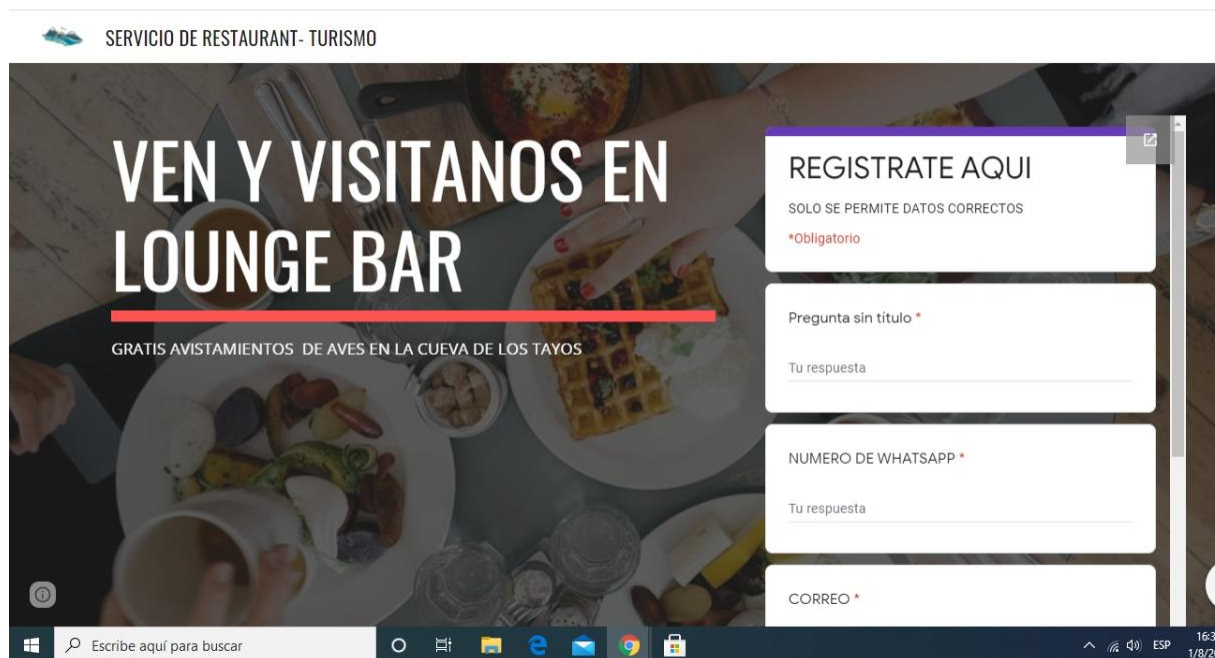 SERVICIO DE RESTAURANT- TURISMO
VEN Y VISITANOS EN
LOUNGE BAR
GRATIS AVISTAMIENTOS DE AVES EN LA CUEVA DE LOS TAYOS
REGISTRATE AQUI
SOLO SE PERMITE DATOS CORRECTOS
*Obligatorio
Pregunta sin título *
Tu respuesta
NUMERO DE WHATSAPP *
Tu respuesta
CORREO *
Escribe aquí para buscar
ESP